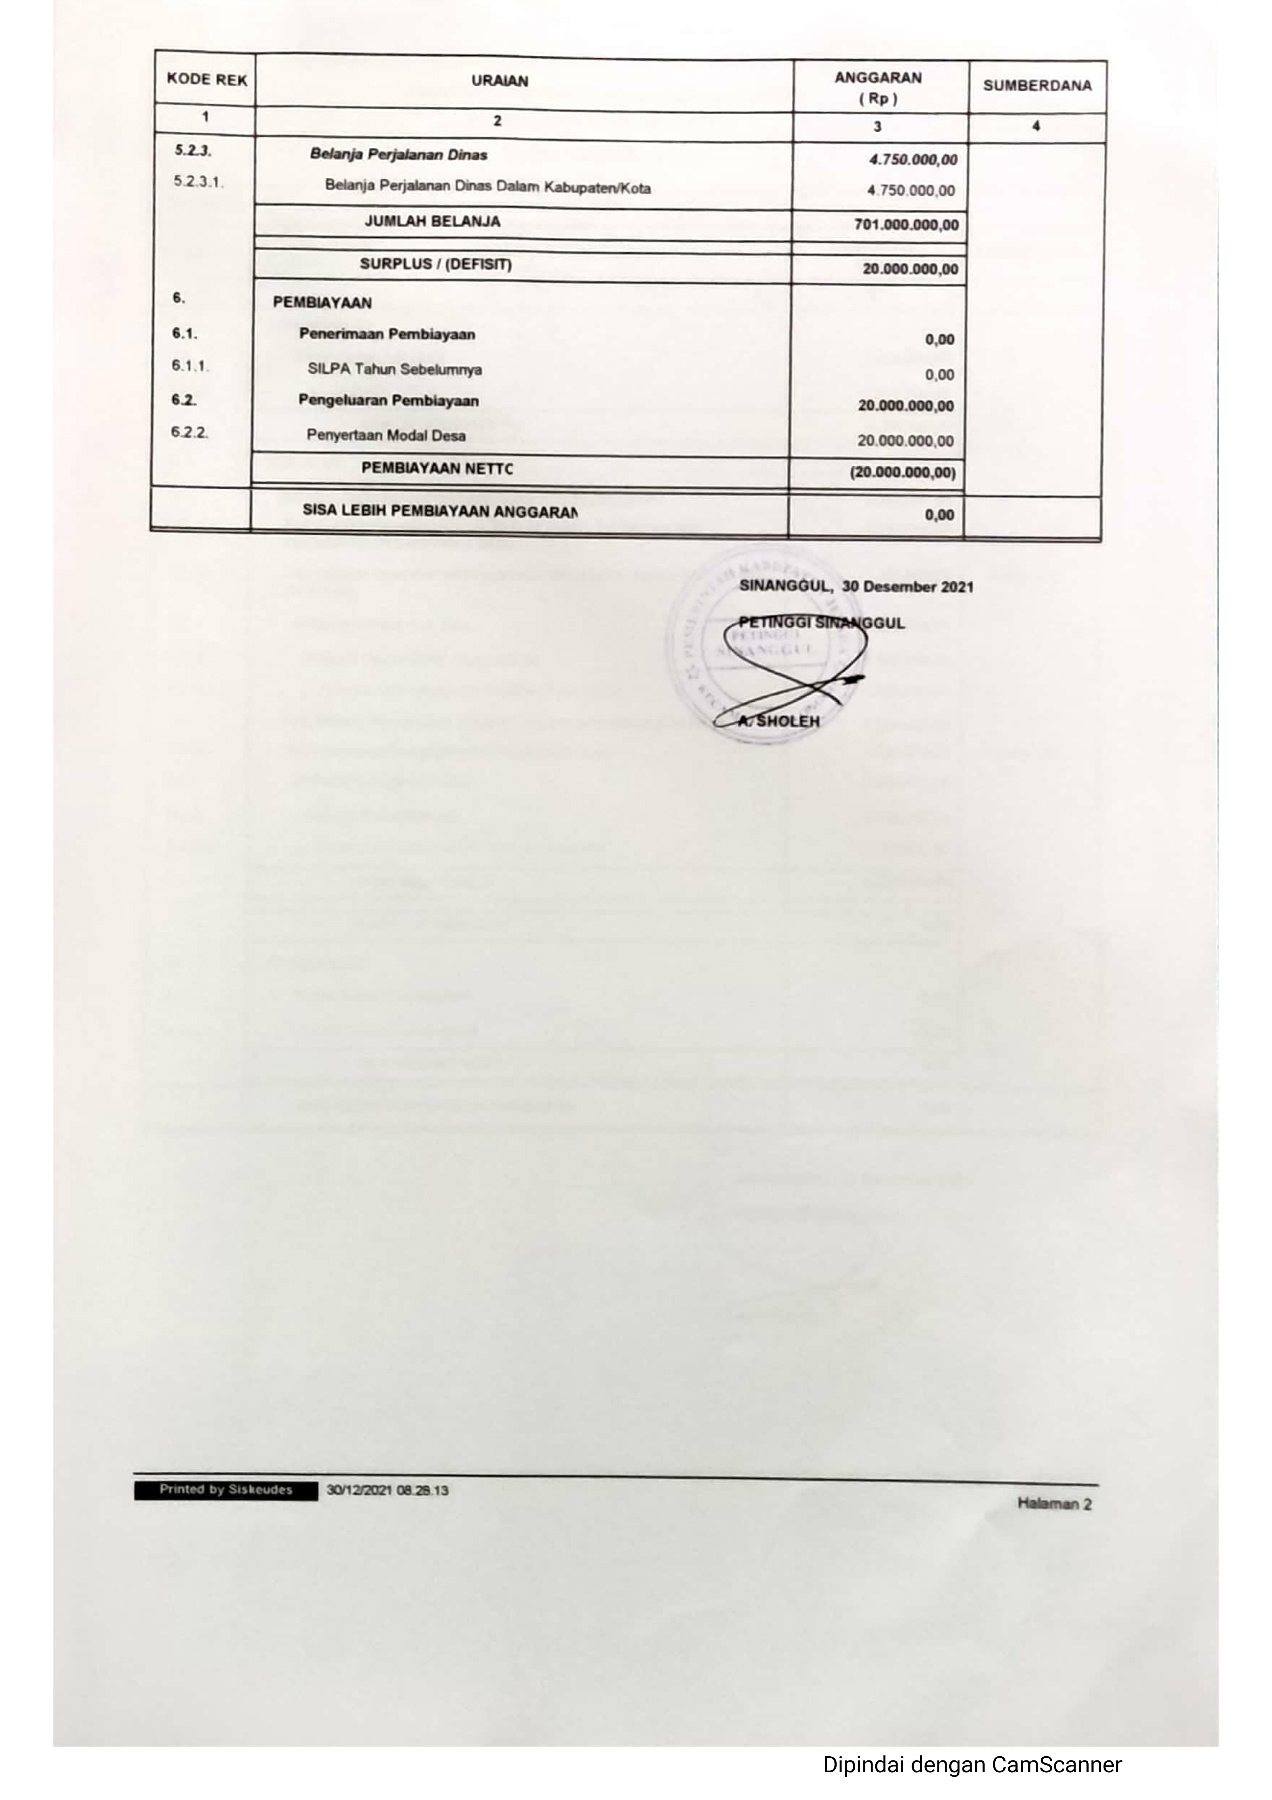 KODE REK URAIAN ANGGARAN SUMBERDANA
( Rp )
1 2 3 4
5.2.3. Belanja Perjalanan Dinas 4.750.000,00
5.2.3.1. Belanja Perjalanan Dinas Dalam Kabupaten/Kota 4.750.000,00
JUMLAH BELANJA 701.000.000,00
SURPLUS / (DEFISIT) 20.000.000,00
6. PEMBIAYAAN
6.1. Penerimaan Pembiayaan 0,00
6.1.1. SILPA Tahun Sebelumnya 0,00
6.2. Pengeluaran Pembiayaan 20.000.000,00
6.2.2. Penyertaan Modal Desa 20.000.000,00
PEMBIAYAAN NETTC (20.000.000,00)
SISA LEBIH PEMBIAYAAN ANGGARAN 0,00
SINANGGUL, 30 Desember 2021
PETINGGI SINANGGUL
PEMERINTAH KABUPATEN
PETINGGI
SINANGGUL
A. SHOLEH
Printed by Siskeudes 30/12/2021 08.28.13
Halaman 2
Dipindai dengan CamScanner